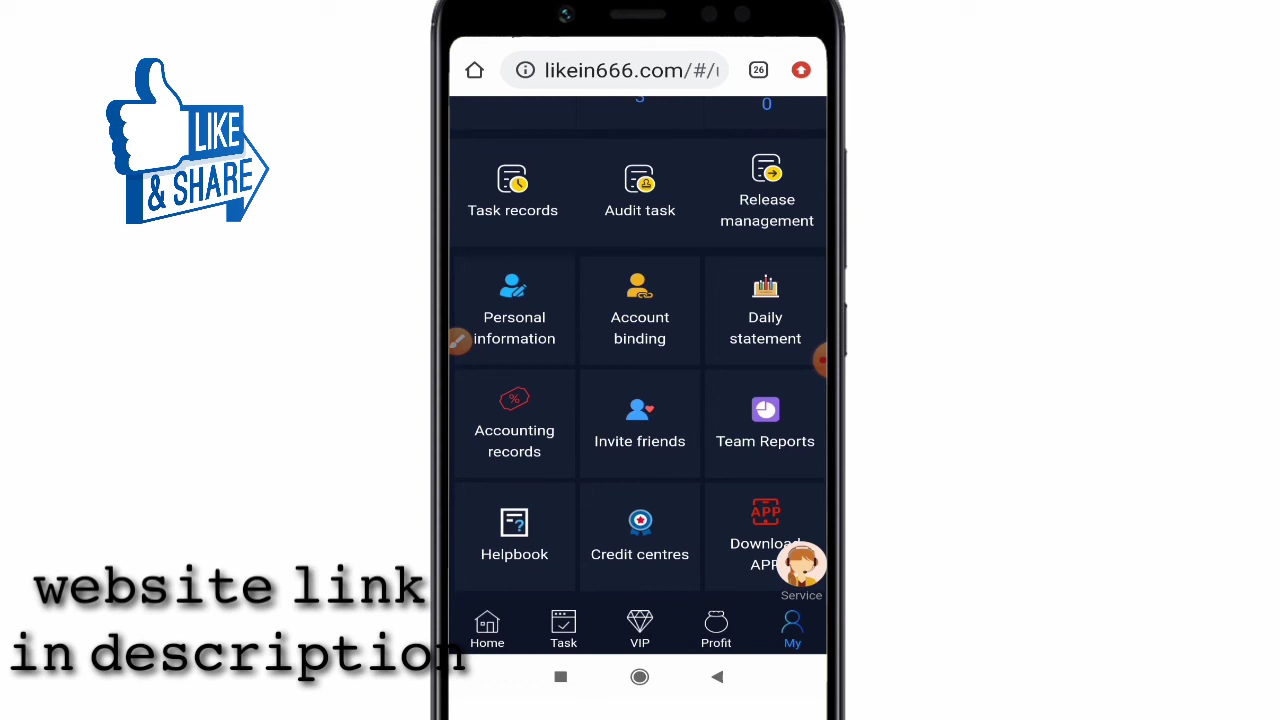 LIKE
& SHARE
likein666.com/#/
26
0
Task records
Audit task
Release
management
Personal
information
Account
binding
Daily
statement
%
Accounting
records
Invite friends
Team Reports
?
Helpbook
Credit centres
APP
Download
APP
Service
Home
Task
VIP
Profit
My
website link
in description